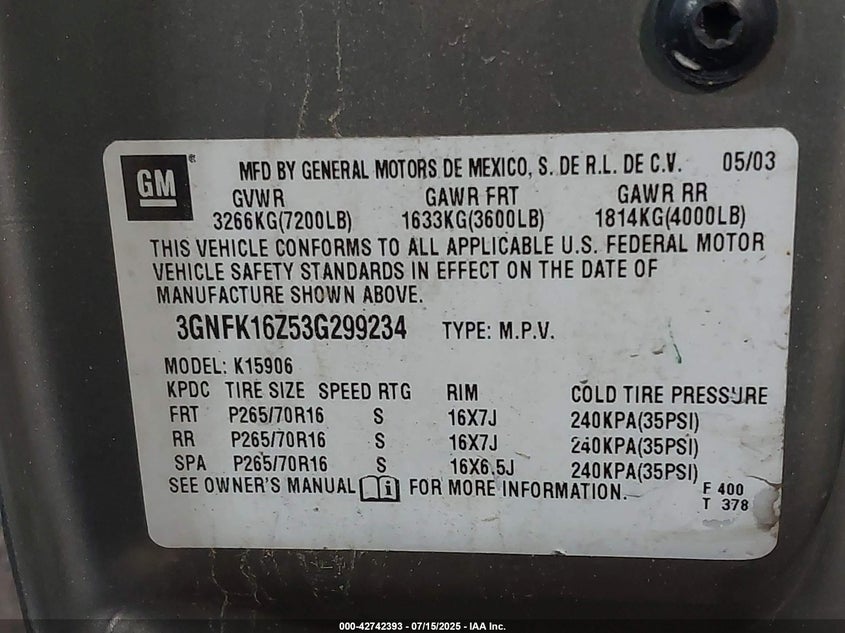 GM ® MFD BY GENERAL MOTORS DE MEXICO, S. DE R.L. DE C.V. 05/03
GVWR GAWR FRT GAWR RR
3266KG(7200LB) 1633KG(3600LB) 1814KG(4000LB)
THIS VEHICLE CONFORMS TO ALL APPLICABLE U.S. FEDERAL MOTOR
VEHICLE SAFETY STANDARDS IN EFFECT ON THE DATE OF
MANUFACTURE SHOWN ABOVE.
3GNFK16Z53G299234 TYPE: M.P.V.
MODEL: K15906
KPDC TIRE SIZE SPEED RTG RIM COLD TIRE PRESSURE
FRT P265/70R16 S 16X7J 240KPA(35PSI)
RR P265/70R16 S 16X7J 240KPA(35PSI)
SPA P265/70R16 S 16X6.5J 240KPA(35PSI)
SEE OWNER'S MANUAL i FOR MORE INFORMATION.
F 400
T 378
000-42742393 - 07/15/2025 - IAA Inc.